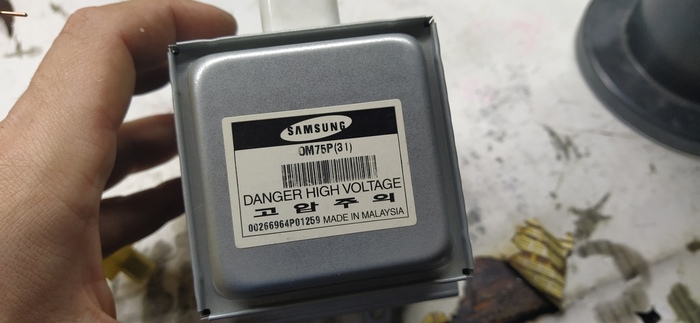 SAMSUNG
OM75P(31)
DANGER HIGH VOLTAGE
고 압 주 의
00266964P01259 MADE IN MALAYSIA